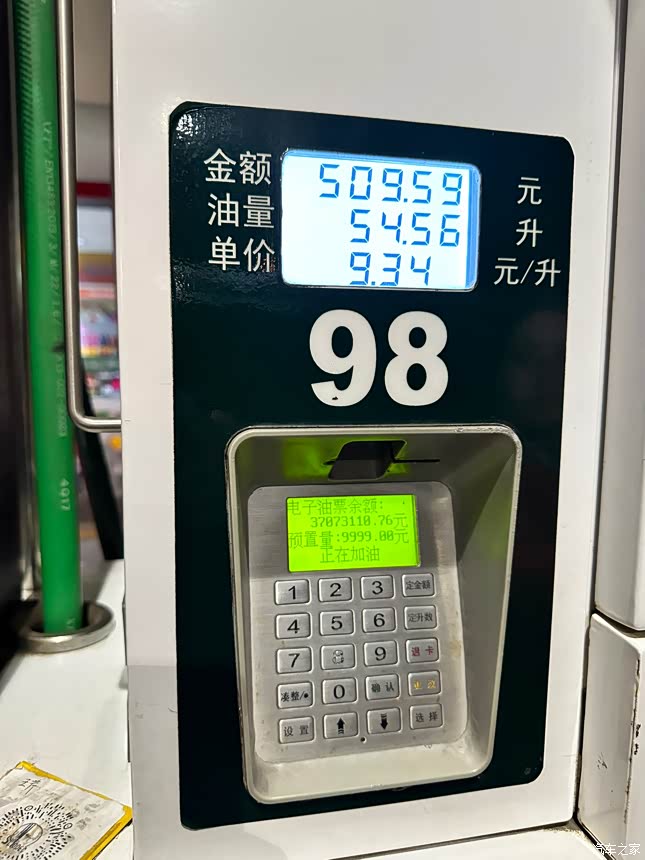 金额 509.59 元
油量 54.56 升
单价 9.34 元/升
98
电子油票余额:
37073110.76元
预置量:9999.00元
正在加油
1 2 3 定金额
4 5 6 定升数
7 9 退卡
凑整/• 0 确认
设置 选择
4Q17
汽车之家